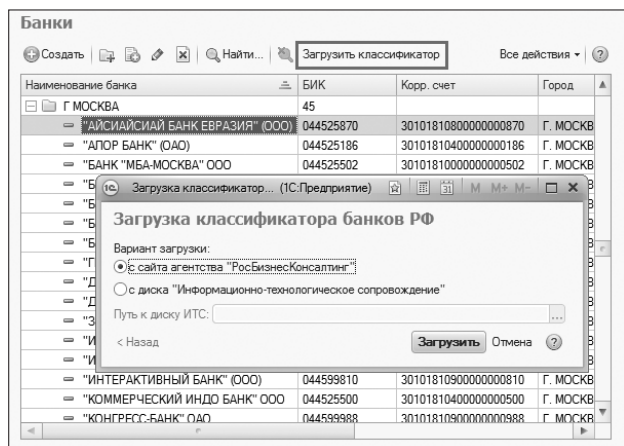 Банки
Создать Найти... Загрузить классификатор Все действия
Наименование банка БИК Корр. счет Город
Г МОСКВА 45
"АЙСИАЙСИАЙ БАНК ЕВРАЗИЯ" (ООО) 044525870 30101810800000000870 Г. МОСКВ
"АПОР БАНК" (ОАО) 044525186 30101810400000000186 Г. МОСКВ
"БАНК "МБА-МОСКВА" ООО 044525502 30101810000000000502 Г. МОСКВ
"Б
Загрузка классификатор... (1С:Предприятие) M M+ M-
"Б
Загрузка классификатора банков РФ
"Б
"Б
Вариант загрузки:
"Г
с сайта агентства "РосБизнесКонсалтинг"
"Д
с диска "Информационно-технологическое сопровождение"
"Д
Путь к диску ИТС: ...
"З
< Назад Загрузить Отмена ?
"И
"И
"ИНТЕРАКТИВНЫЙ БАНК" (ООО) 044599810 30101810900000000810 Г. МОСКВ
"КОММЕРЧЕСКИЙ ИНДО БАНК" ООО 044525500 30101810400000000500 Г. МОСКВ
"КОНГРЕСС-БАНК" ОАО 044599988 30101810900000000988 Г. МОСКВ